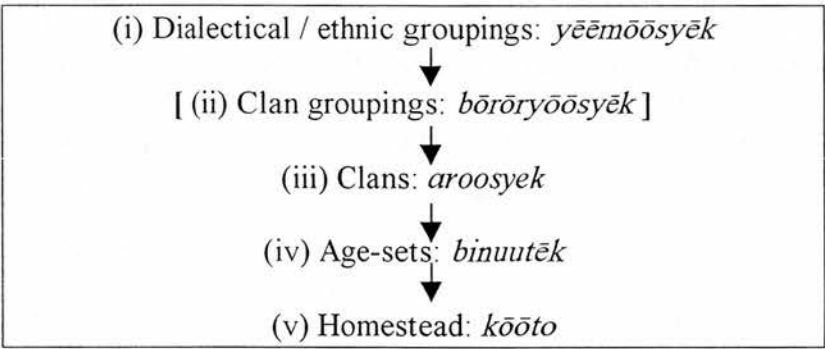 (i) Dialectical / ethnic groupings: yēēmōōsyēk
[ (ii) Clan groupings: bōrōryōōsyēk ]
(iii) Clans: aroosyek
(iv) Age-sets: binuutēk
(v) Homestead: kōōto